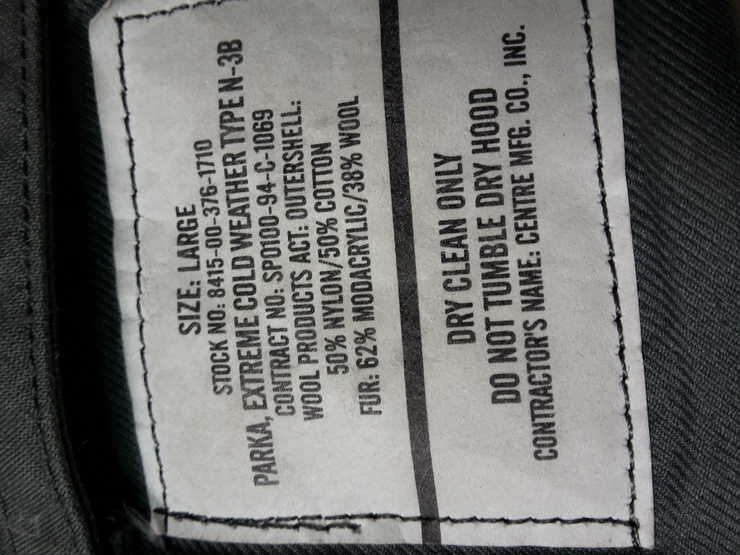 SIZE: LARGE
STOCK NO: 8415-00-376-1710
PARKA, EXTREME COLD WEATHER TYPE N-3B
CONTRACT NO: SPO100-94-C-1069
WOOL PRODUCTS ACT: OUTERSHELL:
50% NYLON/50% COTTON
FUR: 62% MODACRYLIC/38% WOOL
DRY CLEAN ONLY
DO NOT TUMBLE DRY HOOD
CONTRACTOR'S NAME: CENTRE MFG. CO., INC.